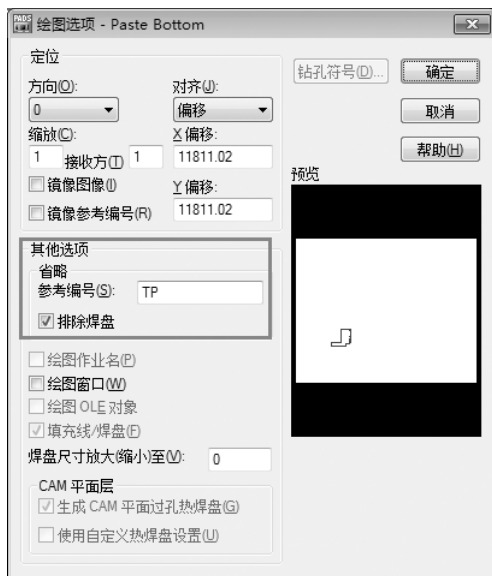 PADS 绘图选项 - Paste Bottom
定位
方向(O): 对齐(J):
0 偏移
缩放(C): X 偏移:
1 接收方(T) 1 11811.02
镜像图像(I) Y 偏移:
镜像参考编号(R) 11811.02
钻孔符号(D)... 确定
取消
帮助(H)
预览
其他选项
省略
参考编号(S): TP
排除焊盘
绘图作业名(P)
绘图窗口(W)
绘图 OLE 对象
填充线/焊盘(F)
焊盘尺寸放大(缩小)至(V): 0
CAM 平面层
生成 CAM 平面过孔热焊盘(G)
使用自定义热焊盘设置(U)